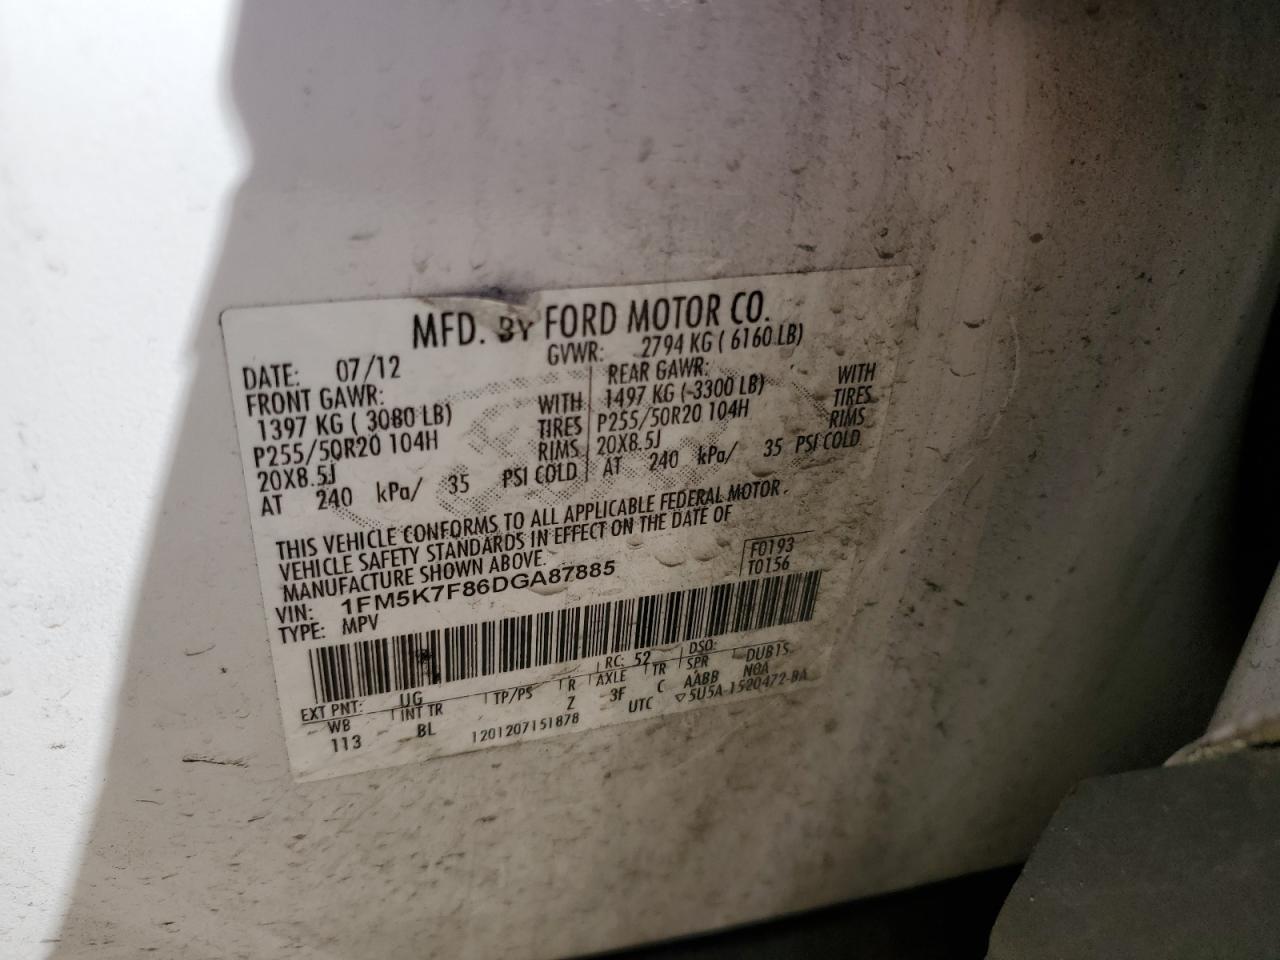 MFD. BY FORD MOTOR CO.
DATE: 07/12 GVWR: 2794 KG ( 6160 LB)
FRONT GAWR: REAR GAWR:
1397 KG ( 3080 LB) WITH 1497 KG ( 3300 LB) WITH
P255/50R20 104H TIRES P255/50R20 104H TIRES
20X8.5J RIMS 20X8.5J RIMS
AT 240 kPa/ 35 PSI COLD AT 240 kPa/ 35 PSI COLD
THIS VEHICLE CONFORMS TO ALL APPLICABLE FEDERAL MOTOR
VEHICLE SAFETY STANDARDS IN EFFECT ON THE DATE OF
MANUFACTURE SHOWN ABOVE.
F0193
VIN: 1FM5K7F86DGA87885 T0156
TYPE: MPV
EXT PNT: UG RC: 52 DSO:
WB INT TR TP/PS R AXLE TR SPR DUB1S
113 BL Z 3F C AABB NOA
1201207151878 UTC ▽5U5A-1520472-BA